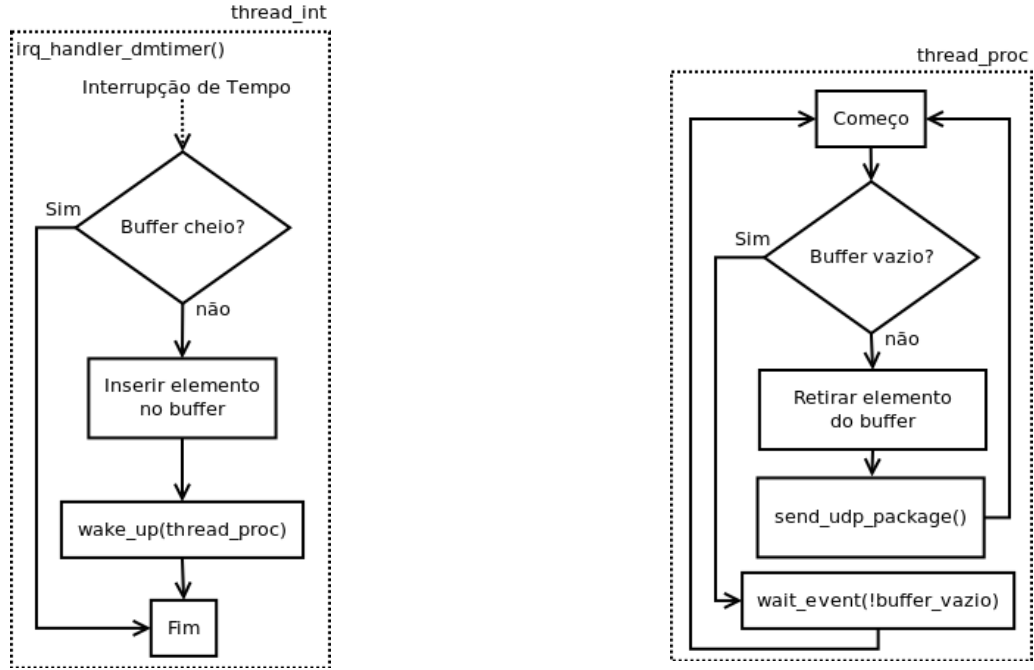 thread_int
irq_handler_dmtimer()
Interrupção de Tempo
Sim
Buffer cheio?
não
Inserir elemento
no buffer
wake_up(thread_proc)
Fim
thread_proc
Começo
Sim
Buffer vazio?
não
Retirar elemento
do buffer
send_udp_package()
wait_event(!buffer_vazio)